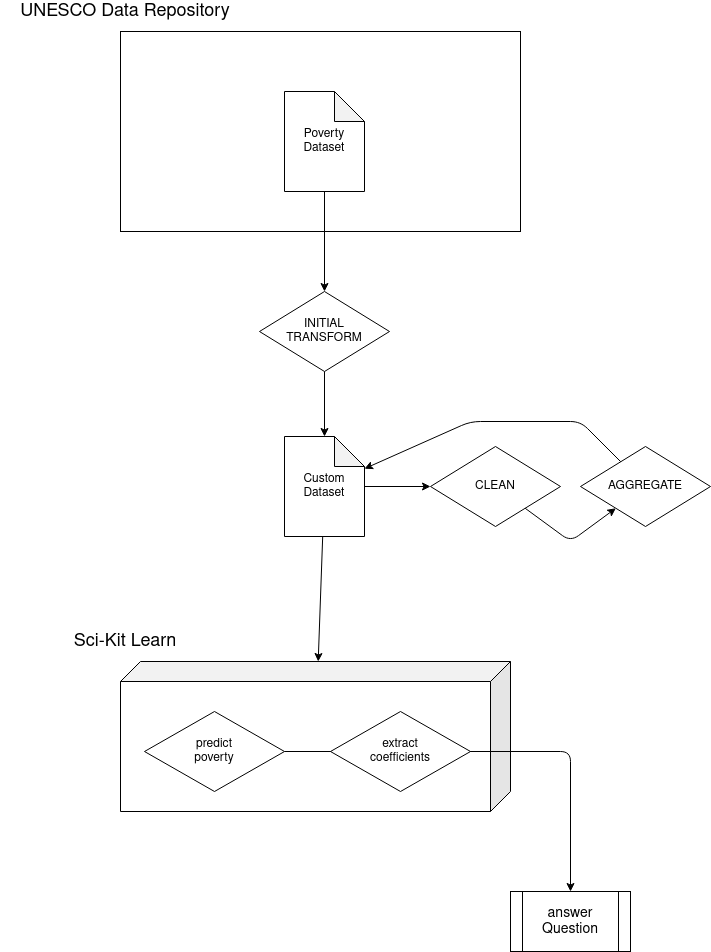 UNESCO Data Repository
Poverty
Dataset
INITIAL
TRANSFORM
Custom
Dataset
CLEAN
AGGREGATE
Sci-Kit Learn
predict
poverty
extract
coefficients
answer
Question